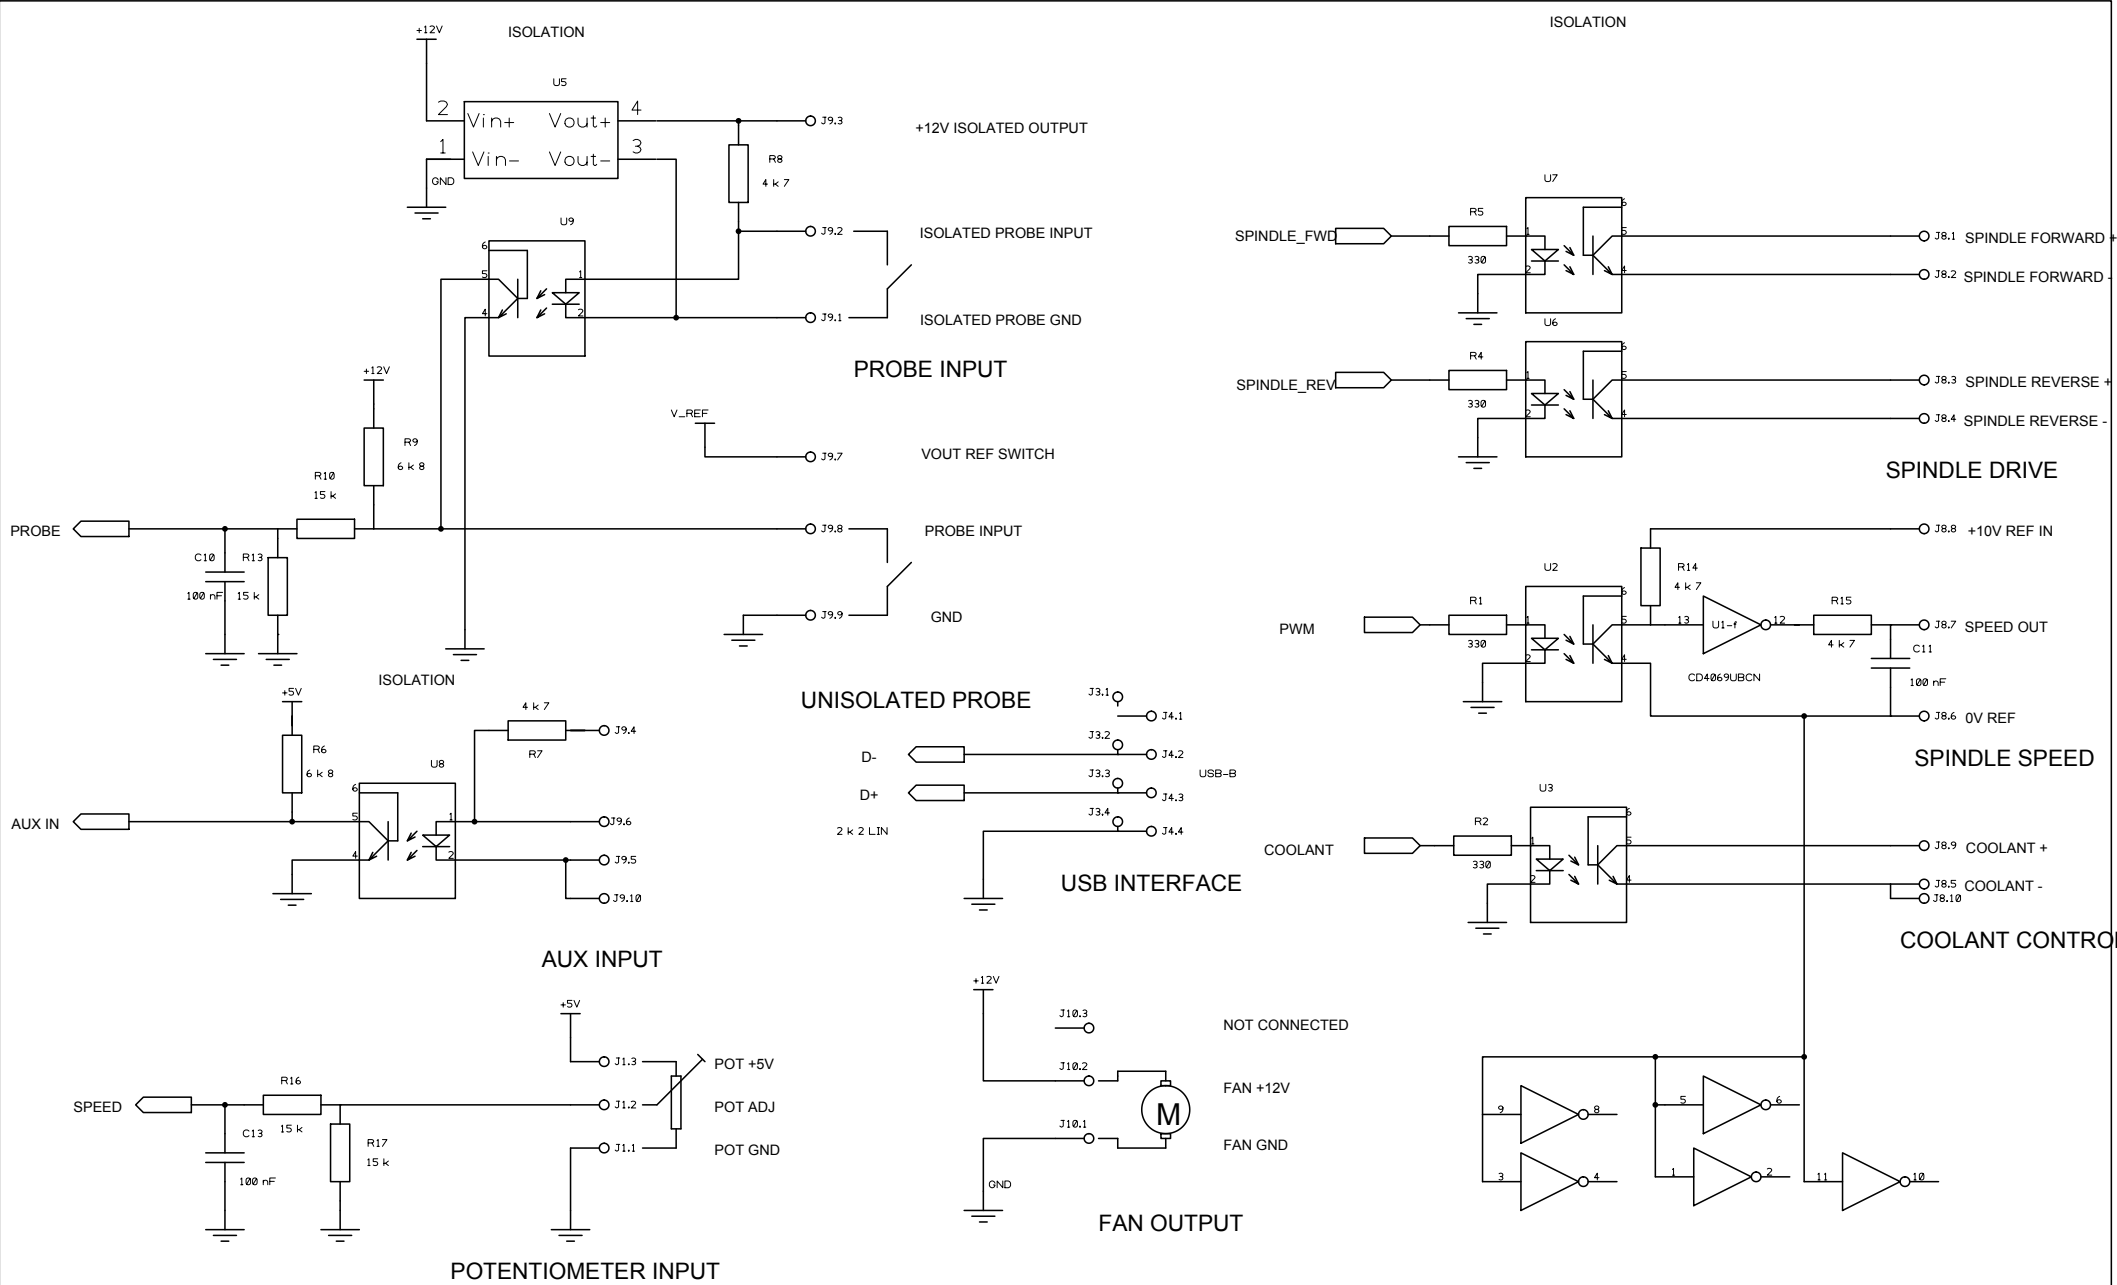 ISOLATION
+12V
U5
2 Vin+ Vout+ 4
1 Vin− Vout− 3
GND
J9.3
+12V ISOLATED OUTPUT
R8
4 k 7
U9
6
5
4
1
2
J9.2
ISOLATED PROBE INPUT
J9.1
ISOLATED PROBE GND
PROBE INPUT
+12V
R9
6 k 8
V_REF
J9.7
VOUT REF SWITCH
R10
15 k
PROBE
J9.8
PROBE INPUT
C10
100 nF
R13
15 k
J9.9
GND
UNISOLATED PROBE
ISOLATION
+5V
R6
6 k 8
4 k 7
R7
J9.4
U8
6
5
4
1
2
AUX IN
J9.6
J9.5
J9.10
AUX INPUT
J3.1
J4.1
J3.2
D-
J4.2
J3.3
USB-B
D+
J4.3
J3.4
2 k 2 LIN
J4.4
USB INTERFACE
+5V
J1.3
POT +5V
R16
15 k
SPEED
J1.2
POT ADJ
C13
100 nF
R17
15 k
J1.1
POT GND
POTENTIOMETER INPUT
+12V
J10.3
NOT CONNECTED
J10.2
FAN +12V
M
J10.1
FAN GND
GND
FAN OUTPUT
ISOLATION
U7
R5
330
SPINDLE_FWD
1
2
6
5
4
J8.1 SPINDLE FORWARD +
J8.2 SPINDLE FORWARD -
U6
R4
330
SPINDLE_REV
1
2
6
5
4
J8.3 SPINDLE REVERSE +
J8.4 SPINDLE REVERSE -
SPINDLE DRIVE
J8.8 +10V REF IN
U2
R14
4 k 7
R1
330
PWM
1
2
6
5
4
13 U1-f 12
CD4069UBCN
R15
4 k 7
J8.7 SPEED OUT
C11
100 nF
J8.6 0V REF
SPINDLE SPEED
U3
R2
330
COOLANT
1
2
6
5
4
J8.9 COOLANT +
J8.5 COOLANT -
J8.10
COOLANT CONTROL
9 8
5 6
3 4
1 2
11 10